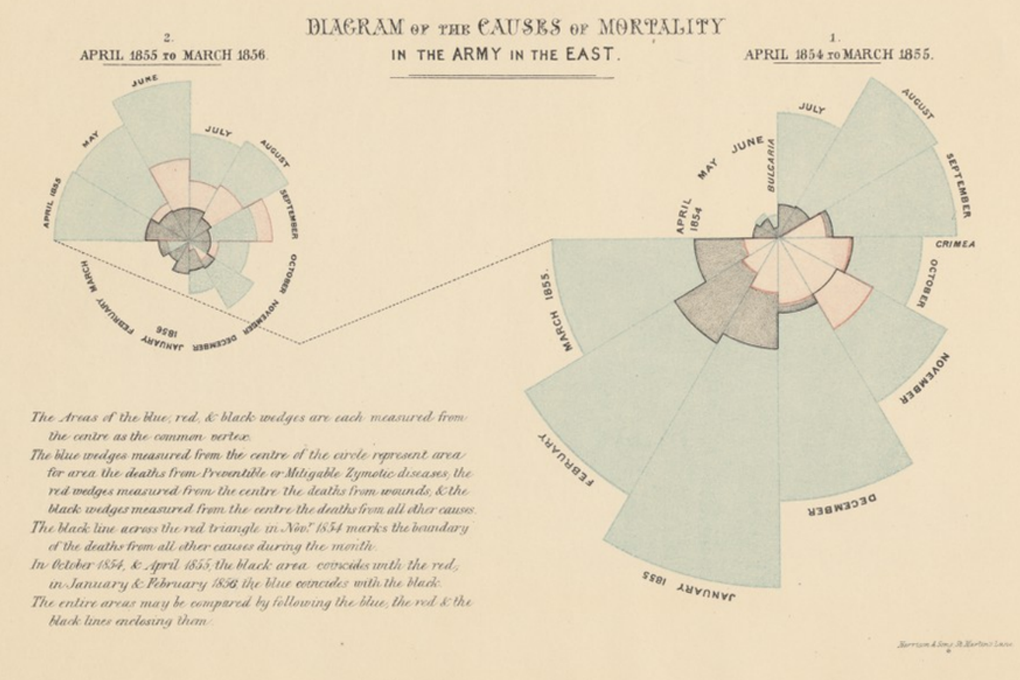 DIAGRAM OF THE CAUSES OF MORTALITY
IN THE ARMY IN THE EAST.
2.
APRIL 1855 TO MARCH 1856.
1.
APRIL 1854 TO MARCH 1855.
APRIL 1855
MAY
JUNE
JULY
AUGUST
SEPTEMBER
OCTOBER
NOVEMBER
DECEMBER
JANUARY
1856
FEBRUARY
MARCH
APRIL
1854
MAY
JUNE
BULGARIA
JULY
AUGUST
SEPTEMBER
CRIMEA
OCTOBER
NOVEMBER
DECEMBER
JANUARY 1855
FEBRUARY
MARCH 1855.
The Areas of the blue, red, & black wedges are each measured from
the centre as the common vertex.
The blue wedges measured from the centre of the circle represent area
for area the deaths from Preventible or Mitigable Zymotic diseases, the
red wedges measured from the centre the deaths from wounds, & the
black wedges measured from the centre the deaths from all other causes.
The black line across the red triangle in Novr. 1854 marks the boundary
of the deaths from all other causes during the month.
In October 1854, & April 1855, the black area coincides with the red,
in January & February 1856, the blue coincides with the black.
The entire areas may be compared by following the blue, the red & the
black lines enclosing them.
Harrison & Sons, St. Martin's Lane